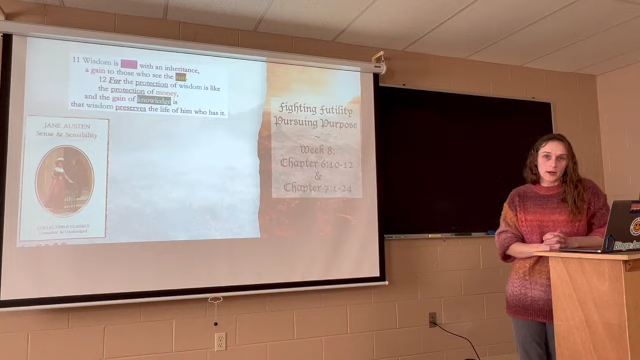 11 Wisdom is good with an inheritance,
a gain to those who see the sun.
12 For the protection of wisdom is like
the protection of money,
and the gain of knowledge is
that wisdom preserves the life of him who has it.
JANE AUSTEN
Sense & Sensibility
COLLINS CLASSICS
Fighting Futility
Pursuing Purpose
Week 8:
Chapter 6:10-12
&
Chapter 7:1-24